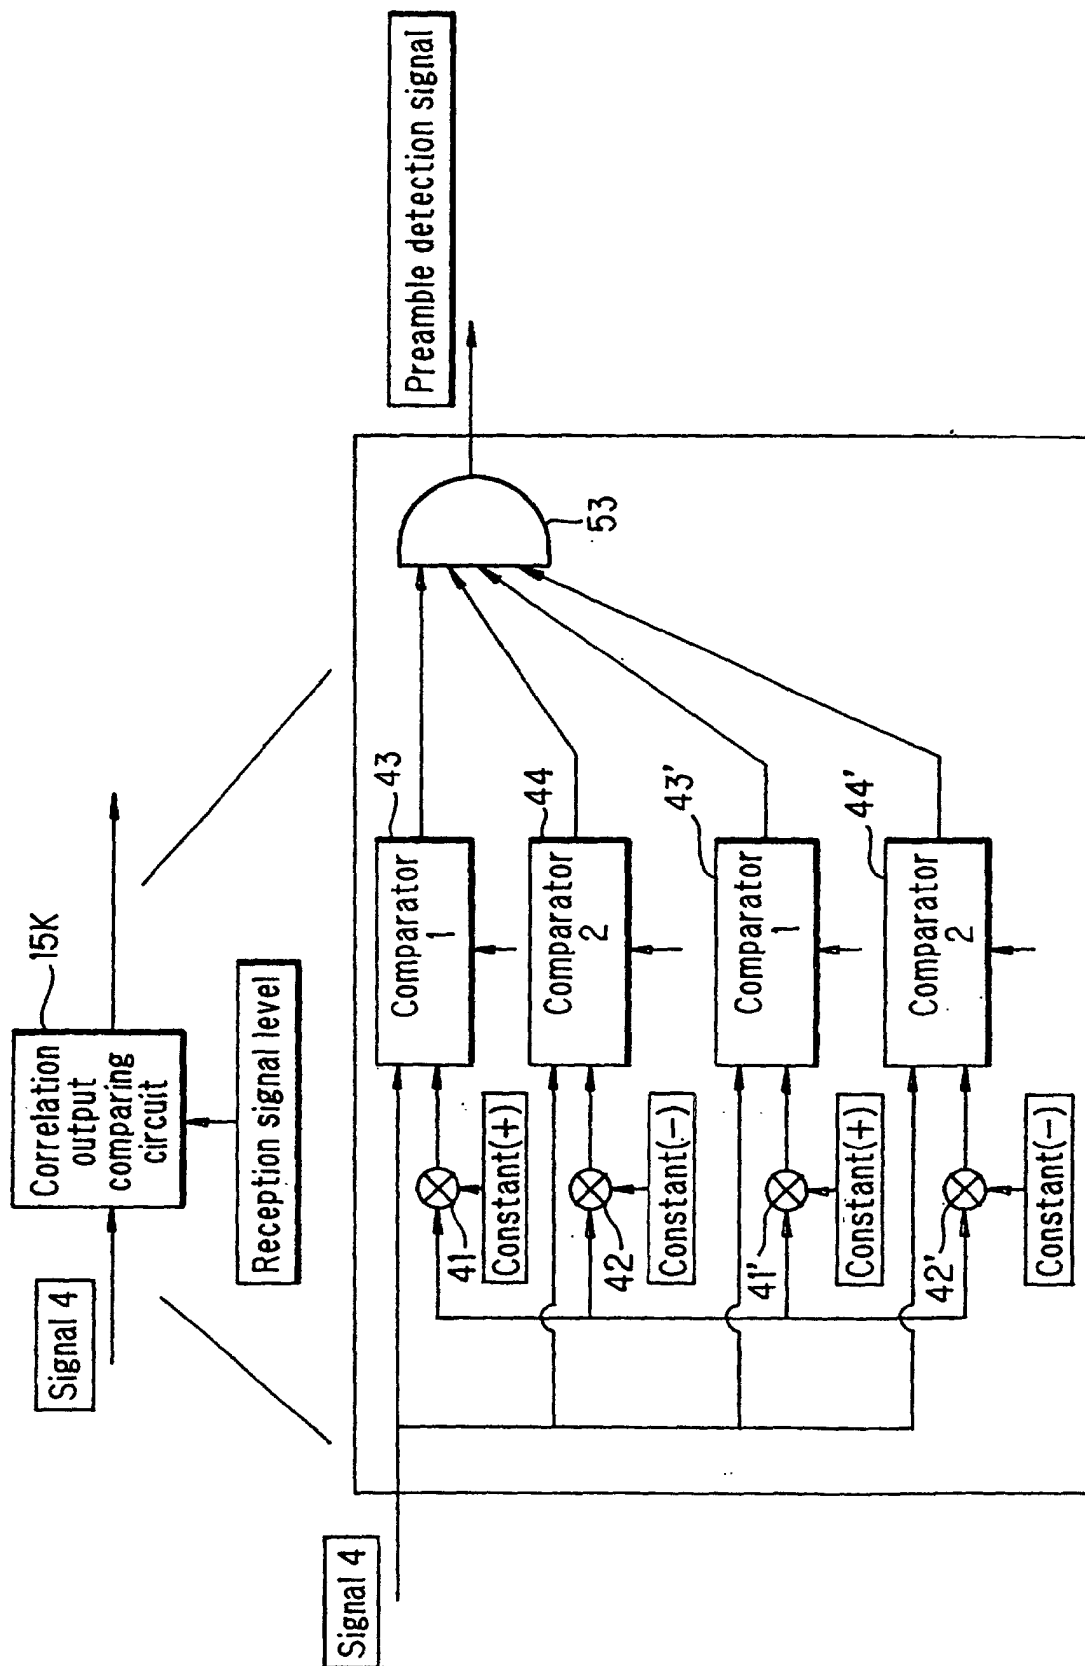 Signal 4
Correlation
output
comparing
circuit
15K
Reception signal level
Signal 4
Preamble detection signal
41
Constant(+)
Comparator
1
43
42
Constant(-)
Comparator
2
44
41'
Constant(+)
Comparator
1
43'
42'
Constant(-)
Comparator
2
44'
53